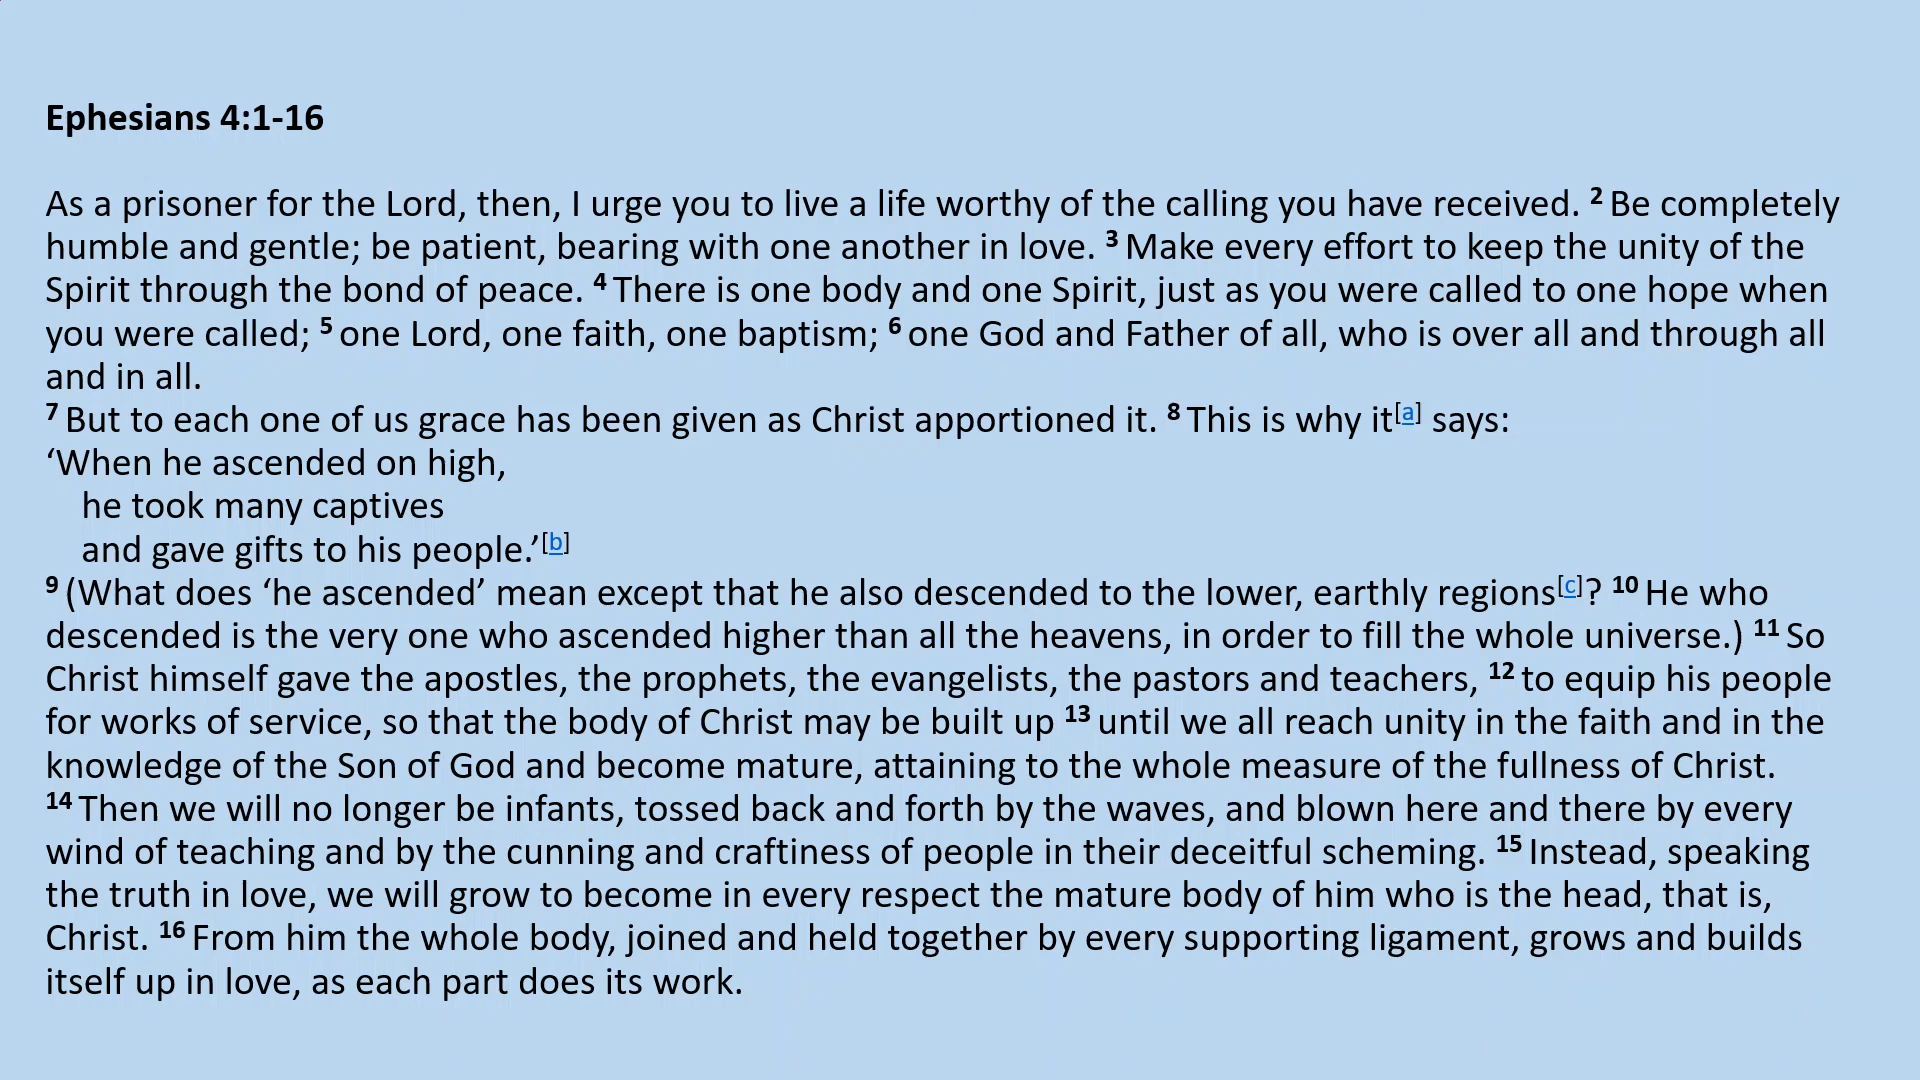 Ephesians 4:1-16
As a prisoner for the Lord, then, I urge you to live a life worthy of the calling you have received. 2 Be completely
humble and gentle; be patient, bearing with one another in love. 3 Make every effort to keep the unity of the
Spirit through the bond of peace. 4 There is one body and one Spirit, just as you were called to one hope when
you were called; 5 one Lord, one faith, one baptism; 6 one God and Father of all, who is over all and through all
and in all.
7 But to each one of us grace has been given as Christ apportioned it. 8 This is why it[a] says:
‘When he ascended on high,
he took many captives
and gave gifts to his people.’[b]
9 (What does ‘he ascended’ mean except that he also descended to the lower, earthly regions[c]? 10 He who
descended is the very one who ascended higher than all the heavens, in order to fill the whole universe.) 11 So
Christ himself gave the apostles, the prophets, the evangelists, the pastors and teachers, 12 to equip his people
for works of service, so that the body of Christ may be built up 13 until we all reach unity in the faith and in the
knowledge of the Son of God and become mature, attaining to the whole measure of the fullness of Christ.
14 Then we will no longer be infants, tossed back and forth by the waves, and blown here and there by every
wind of teaching and by the cunning and craftiness of people in their deceitful scheming. 15 Instead, speaking
the truth in love, we will grow to become in every respect the mature body of him who is the head, that is,
Christ. 16 From him the whole body, joined and held together by every supporting ligament, grows and builds
itself up in love, as each part does its work.